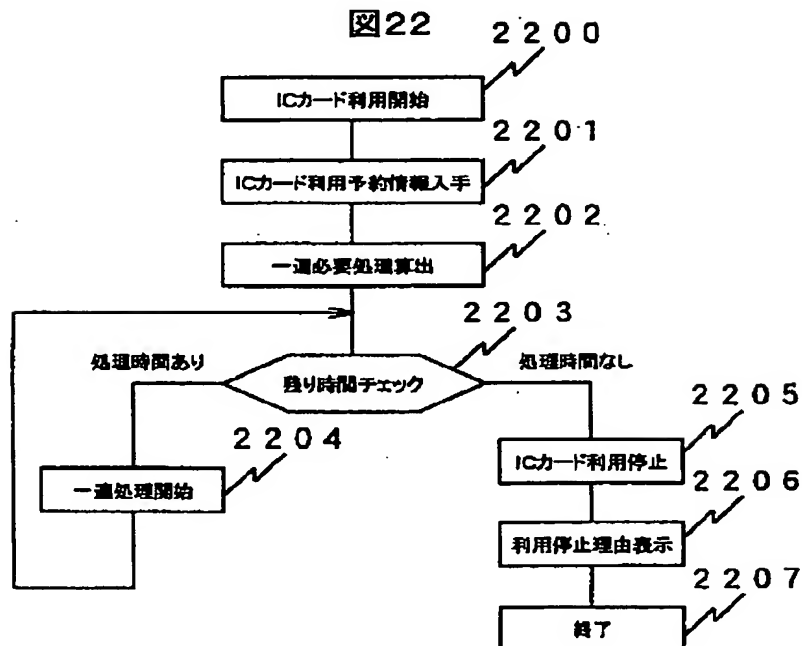 図22
2200
ICカード利用開始
2201
ICカード利用予約情報入手
2202
一連必要処理算出
2203
処理時間あり
残り時間チェック
処理時間なし
2204
一連処理開始
2205
ICカード利用停止
2206
利用停止理由表示
2207
終了